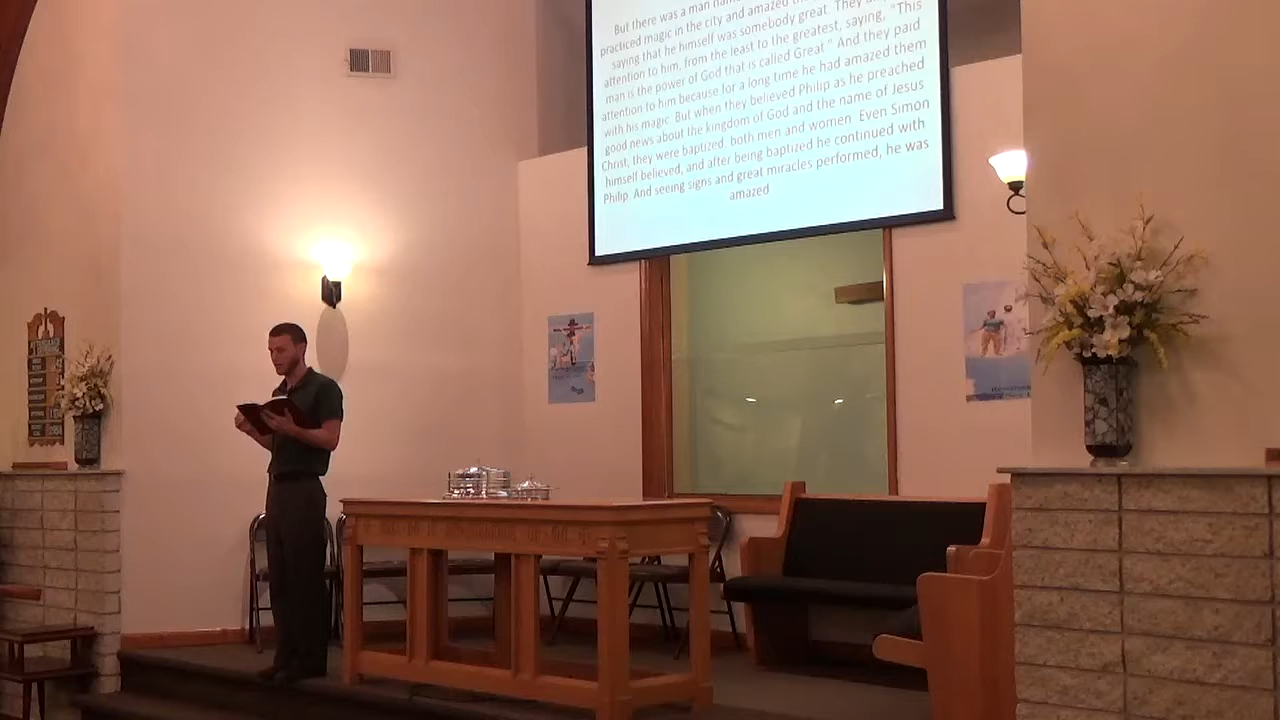 But there was a man
practiced magic in the city and amazed
saying that he himself was somebody great. They
attention to him, from the least to the greatest, saying, "This
man is the power of God that is called Great." And they paid
attention to him because for a long time he had amazed them
with his magic. But when they believed Philip as he preached
good news about the kingdom of God and the name of Jesus
Christ, they were baptized, both men and women. Even Simon
himself believed, and after being baptized he continued with
Philip. And seeing signs and great miracles performed, he was
amazed